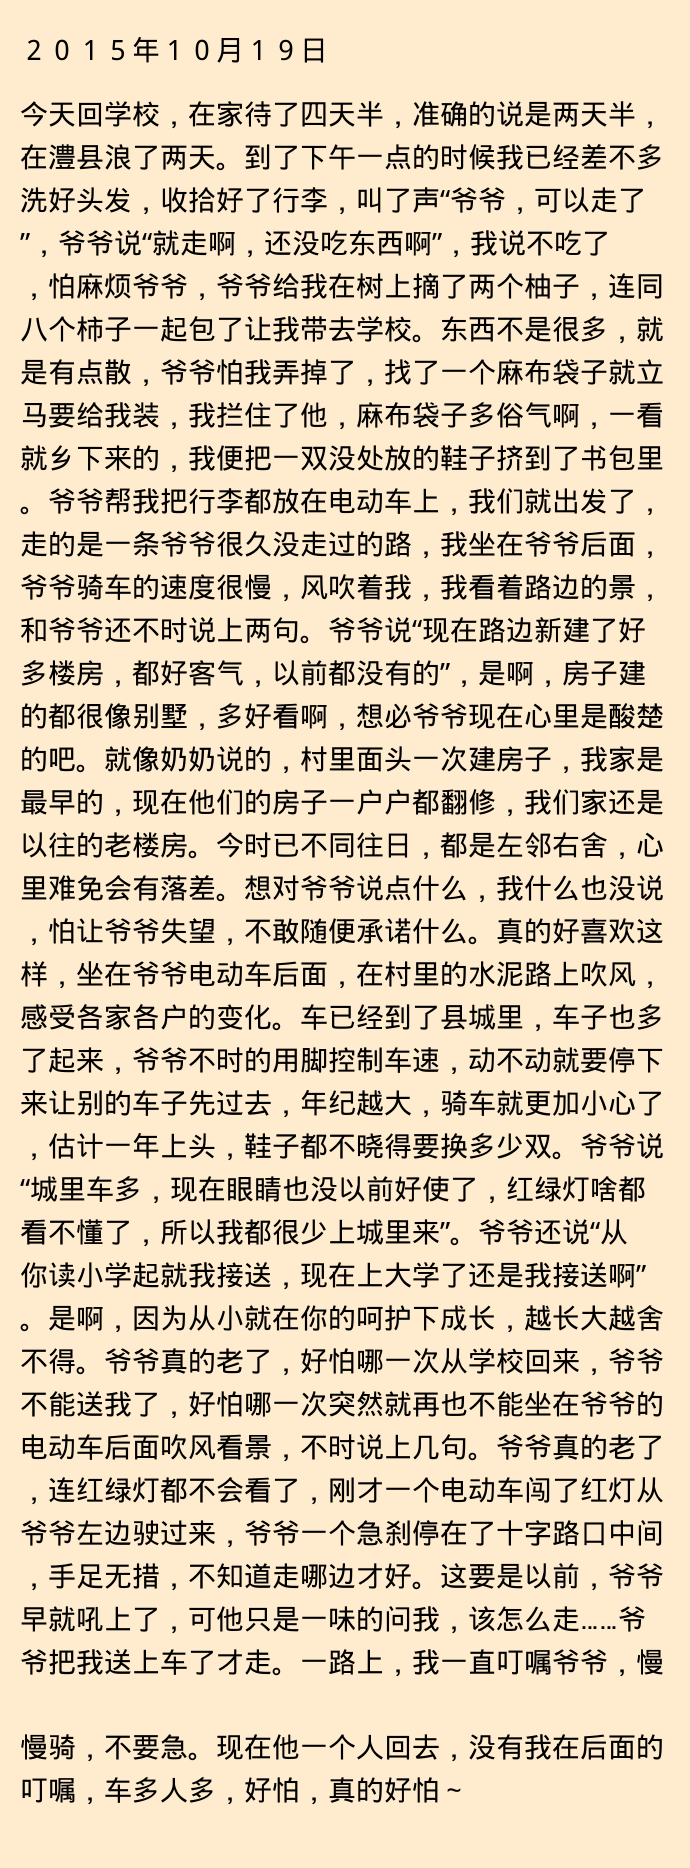 ２０１５年１０月１９日
今天回学校，在家待了四天半，准确的说是两天半，
在澧县浪了两天。到了下午一点的时候我已经差不多
洗好头发，收拾好了行李，叫了声“爷爷，可以走了
”，爷爷说“就走啊，还没吃东西啊”，我说不吃了
，怕麻烦爷爷，爷爷给我在树上摘了两个柚子，连同
八个柿子一起包了让我带去学校。东西不是很多，就
是有点散，爷爷怕我弄掉了，找了一个麻布袋子就立
马要给我装，我拦住了他，麻布袋子多俗气啊，一看
就乡下来的，我便把一双没处放的鞋子挤到了书包里
。爷爷帮我把行李都放在电动车上，我们就出发了，
走的是一条爷爷很久没走过的路，我坐在爷爷后面，
爷爷骑车的速度很慢，风吹着我，我看着路边的景，
和爷爷还不时说上两句。爷爷说“现在路边新建了好
多楼房，都好客气，以前都没有的”，是啊，房子建
的都很像别墅，多好看啊，想必爷爷现在心里是酸楚
的吧。就像奶奶说的，村里面头一次建房子，我家是
最早的，现在他们的房子一户户都翻修，我们家还是
以往的老楼房。今时已不同往日，都是左邻右舍，心
里难免会有落差。想对爷爷说点什么，我什么也没说
，怕让爷爷失望，不敢随便承诺什么。真的好喜欢这
样，坐在爷爷电动车后面，在村里的水泥路上吹风，
感受各家各户的变化。车已经到了县城里，车子也多
了起来，爷爷不时的用脚控制车速，动不动就要停下
来让别的车子先过去，年纪越大，骑车就更加小心了
，估计一年上头，鞋子都不晓得要换多少双。爷爷说
“城里车多，现在眼睛也没以前好使了，红绿灯啥都
看不懂了，所以我都很少上城里来”。爷爷还说“从
你读小学起就我接送，现在上大学了还是我接送啊”
。是啊，因为从小就在你的呵护下成长，越长大越舍
不得。爷爷真的老了，好怕哪一次从学校回来，爷爷
不能送我了，好怕哪一次突然就再也不能坐在爷爷的
电动车后面吹风看景，不时说上几句。爷爷真的老了
，连红绿灯都不会看了，刚才一个电动车闯了红灯从
爷爷左边驶过来，爷爷一个急刹停在了十字路口中间
，手足无措，不知道走哪边才好。这要是以前，爷爷
早就吼上了，可他只是一味的问我，该怎么走……爷
爷把我送上车了才走。一路上，我一直叮嘱爷爷，慢
慢骑，不要急。现在他一个人回去，没有我在后面的
叮嘱，车多人多，好怕，真的好怕～